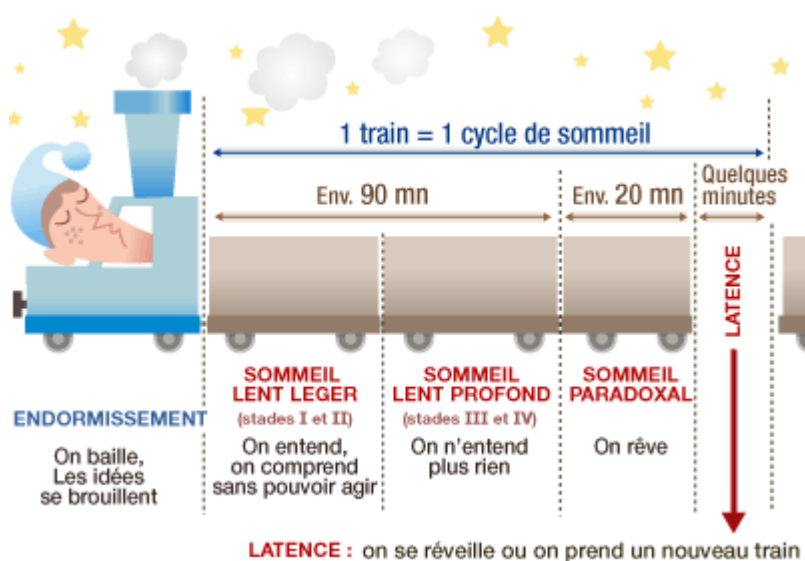 1 train = 1 cycle de sommeil
Env. 90 mn
Env. 20 mn
Quelques
minutes
LATENCE
ENDORMISSEMENT
On baille,
Les idées
se brouillent
SOMMEIL
LENT LEGER
(stades I et II)
On entend,
on comprend
sans pouvoir agir
SOMMEIL
LENT PROFOND
(stades III et IV)
On n'entend
plus rien
SOMMEIL
PARADOXAL
On rêve
LATENCE : on se réveille ou on prend un nouveau train